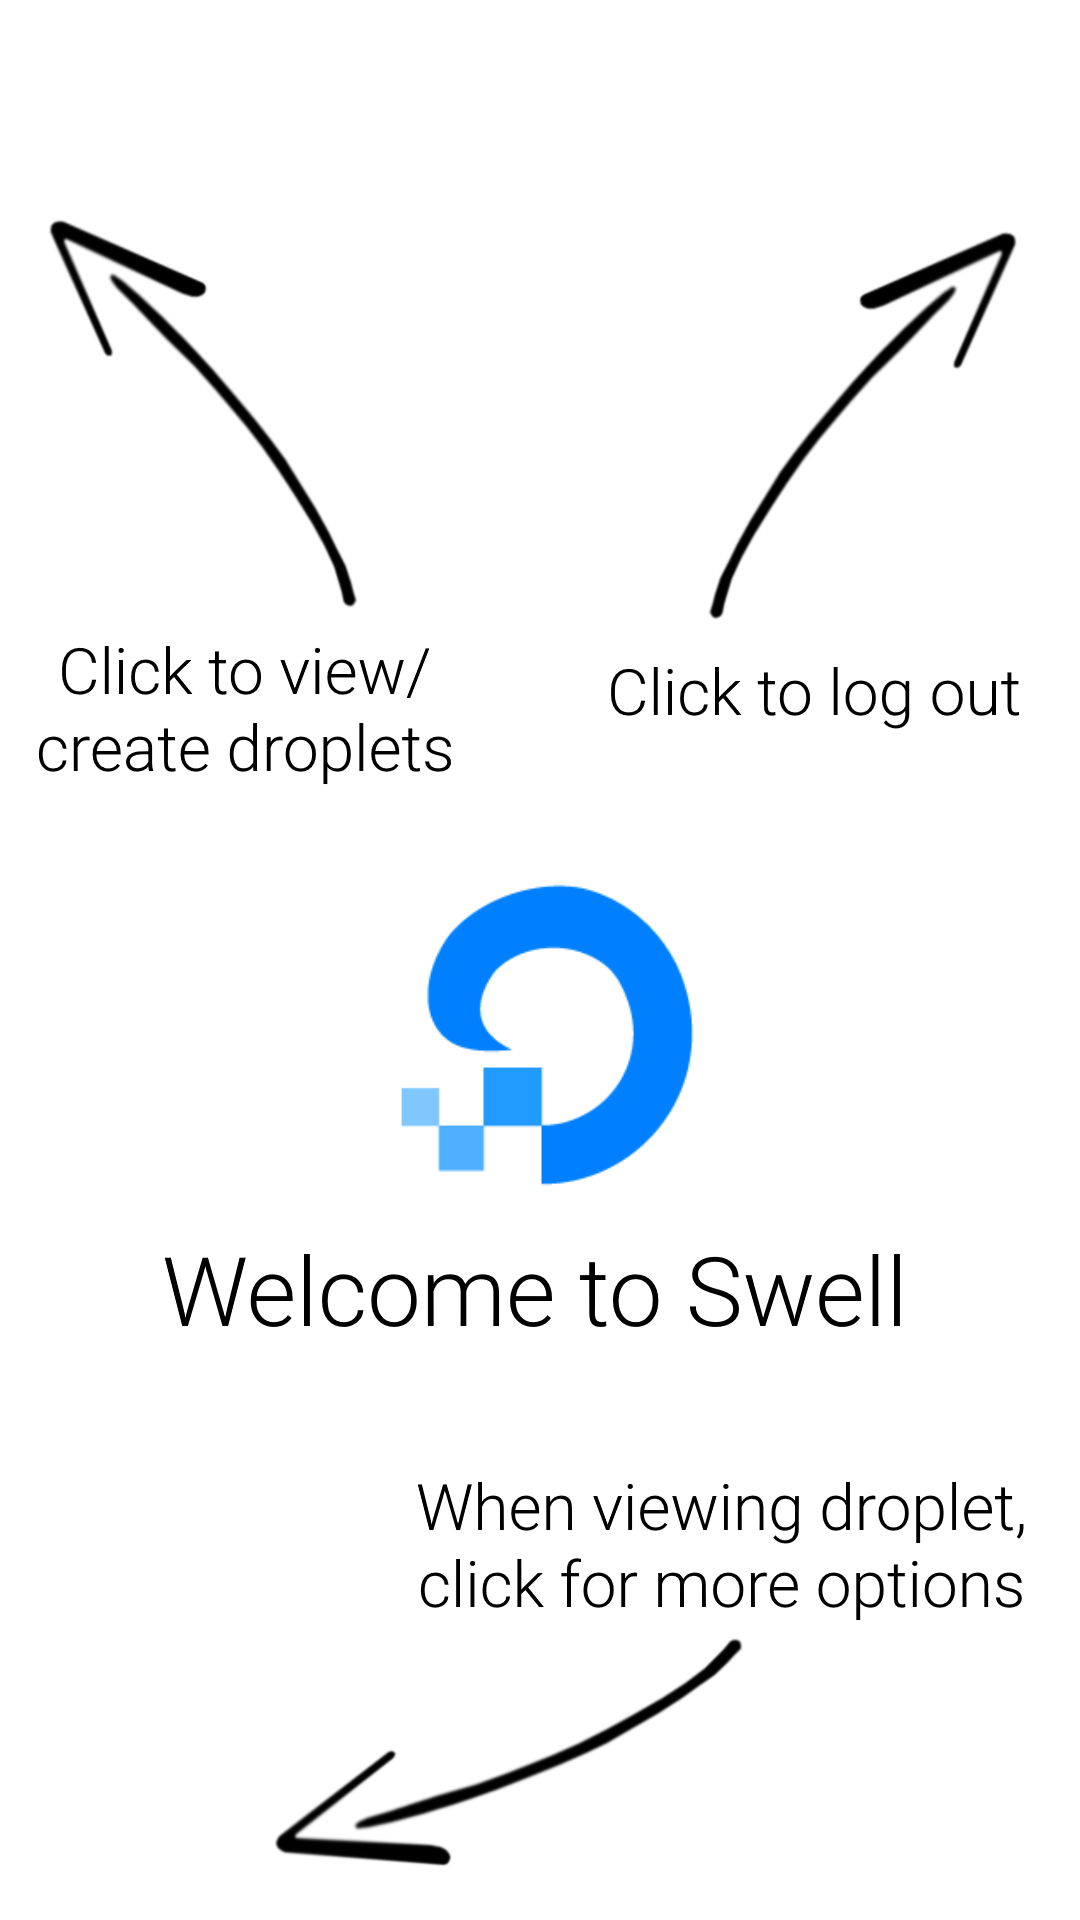 Click to view/
create droplets
Click to log out
Welcome to Swell
When viewing droplet,
click for more options